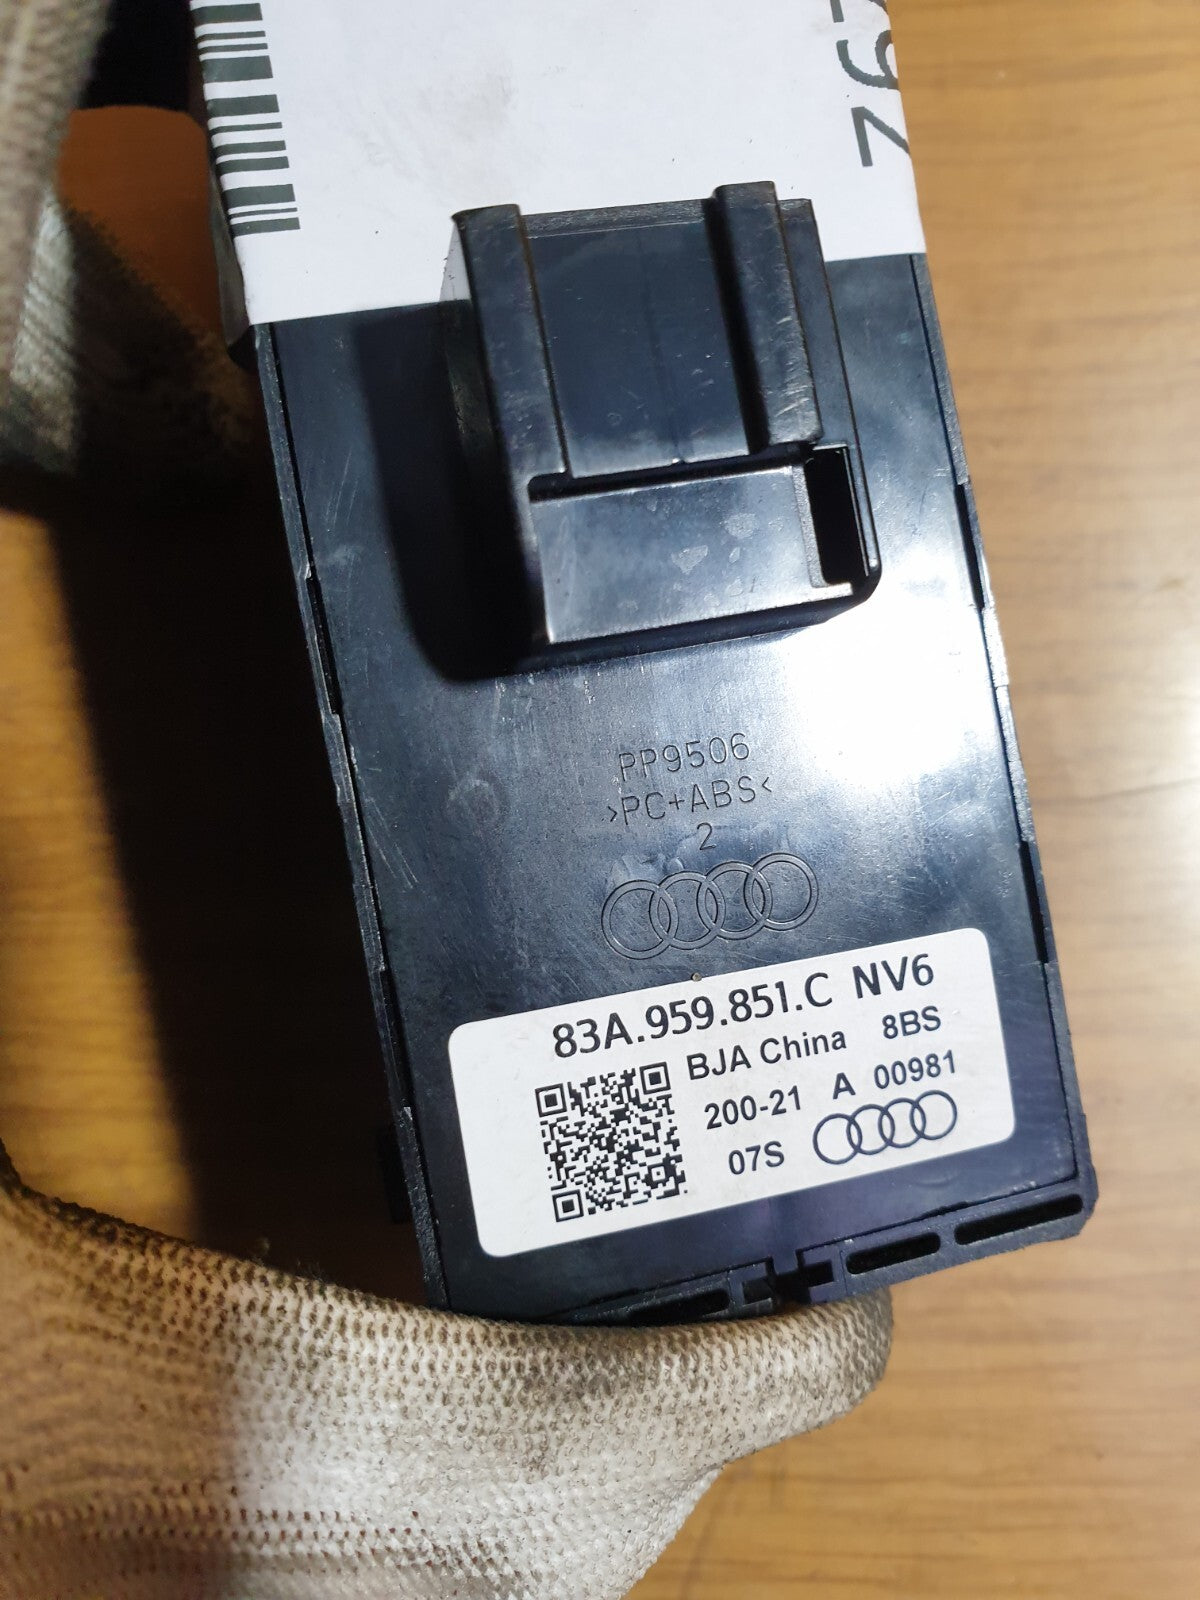 PP9506
>PC+ABS<
2
83A.959.851.C NV6
BJA China 8BS
200-21 A 00981
07S